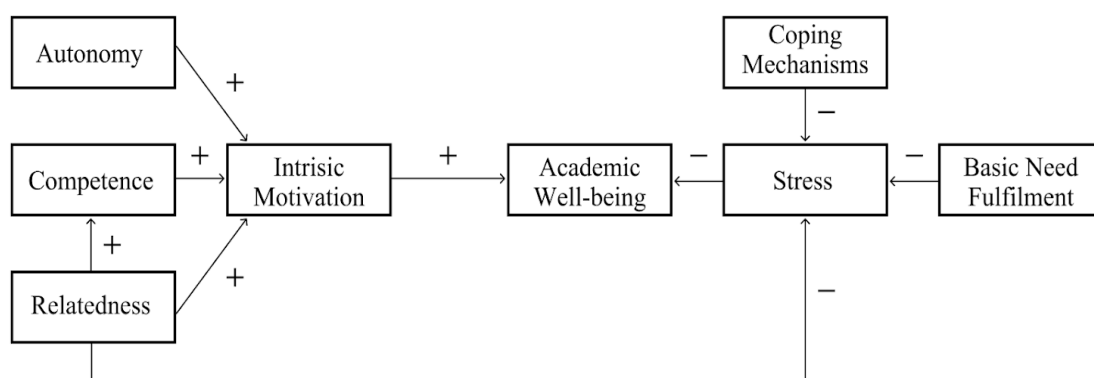 Autonomy
+
Coping
Mechanisms
−
Competence
+
Intrisic
Motivation
+
Academic
Well-being
−
Stress
−
Basic Need
Fulfilment
+
+
Relatedness
−